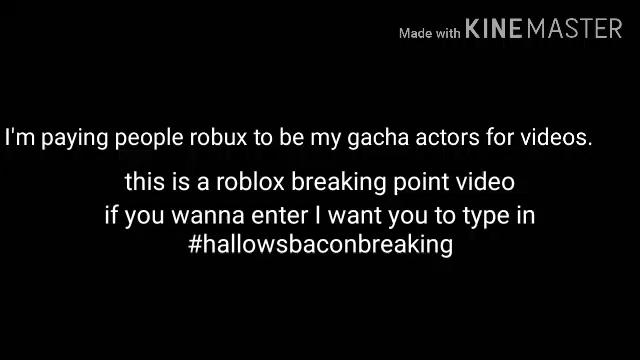 Made with KINEMASTER
I'm paying people robux to be my gacha actors for videos.
this is a roblox breaking point video
if you wanna enter I want you to type in
#hallowsbaconbreaking